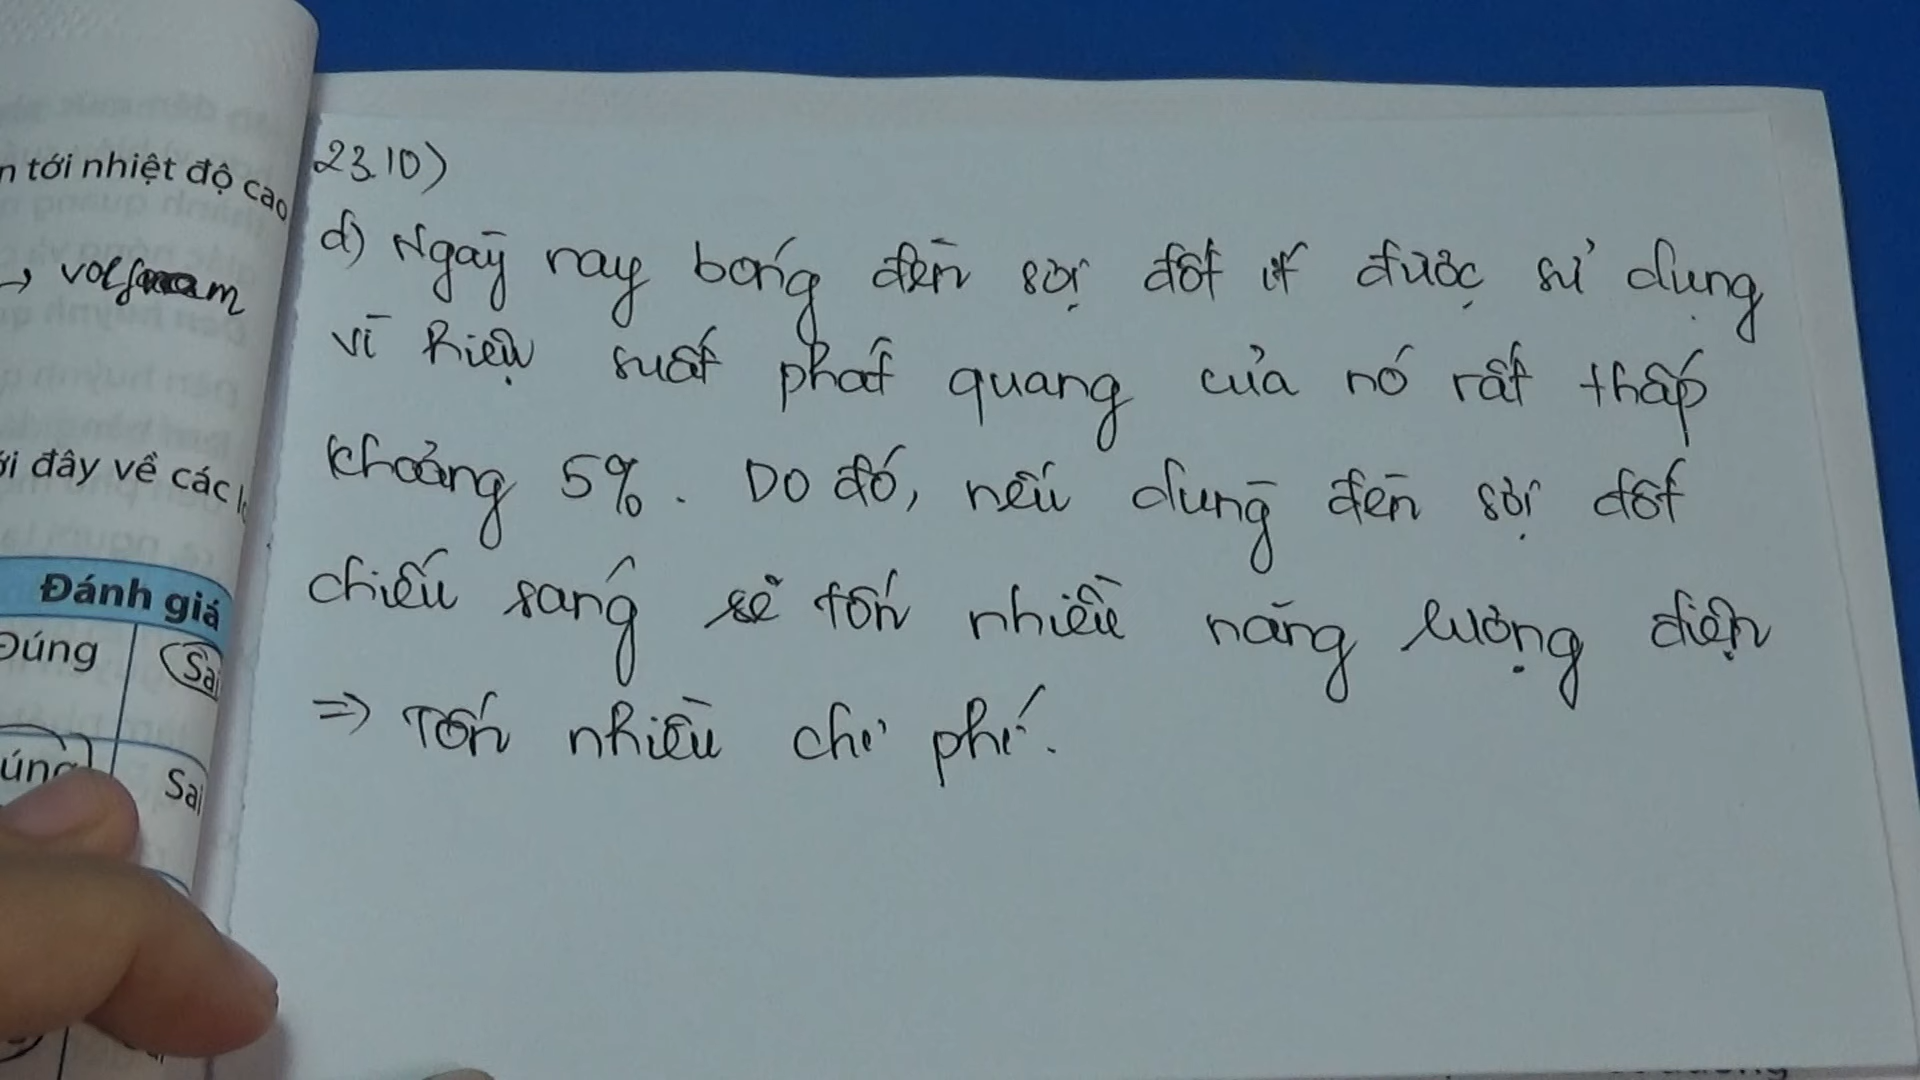 n tới nhiệt độ cao
→ volfram
ới đây về các l
Đánh giá
Đúng Sai
úng Sai
23.10)
d) Ngày nay bóng đèn sợi đốt ít được sử dụng
vì hiệu suất phát quang của nó rất thấp
khoảng 5%. Do đó, nếu dùng đèn sợi đốt
chiếu sáng sẽ tốn nhiều năng lượng điện
=> Tốn nhiều chi phí.